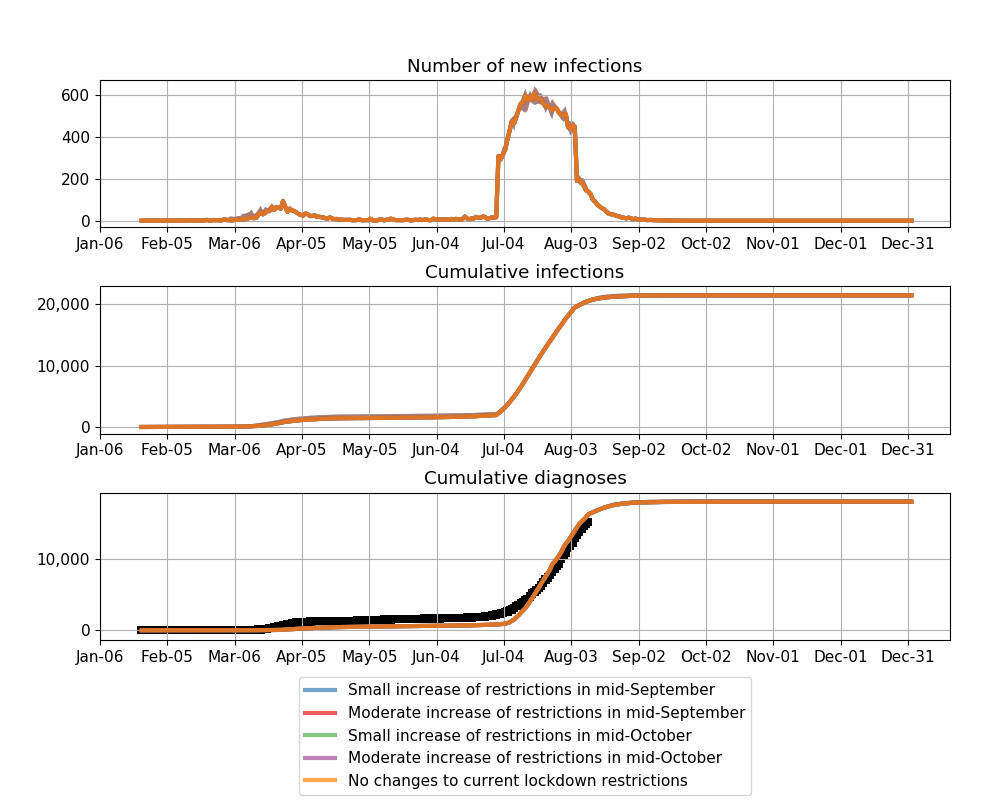 Number of new infections
600
400
200
0
Jan-06 Feb-05 Mar-06 Apr-05 May-05 Jun-04 Jul-04 Aug-03 Sep-02 Oct-02 Nov-01 Dec-01 Dec-31
Cumulative infections
20,000
10,000
0
Jan-06 Feb-05 Mar-06 Apr-05 May-05 Jun-04 Jul-04 Aug-03 Sep-02 Oct-02 Nov-01 Dec-01 Dec-31
Cumulative diagnoses
10,000
0
Jan-06 Feb-05 Mar-06 Apr-05 May-05 Jun-04 Jul-04 Aug-03 Sep-02 Oct-02 Nov-01 Dec-01 Dec-31
Small increase of restrictions in mid-September
Moderate increase of restrictions in mid-September
Small increase of restrictions in mid-October
Moderate increase of restrictions in mid-October
No changes to current lockdown restrictions